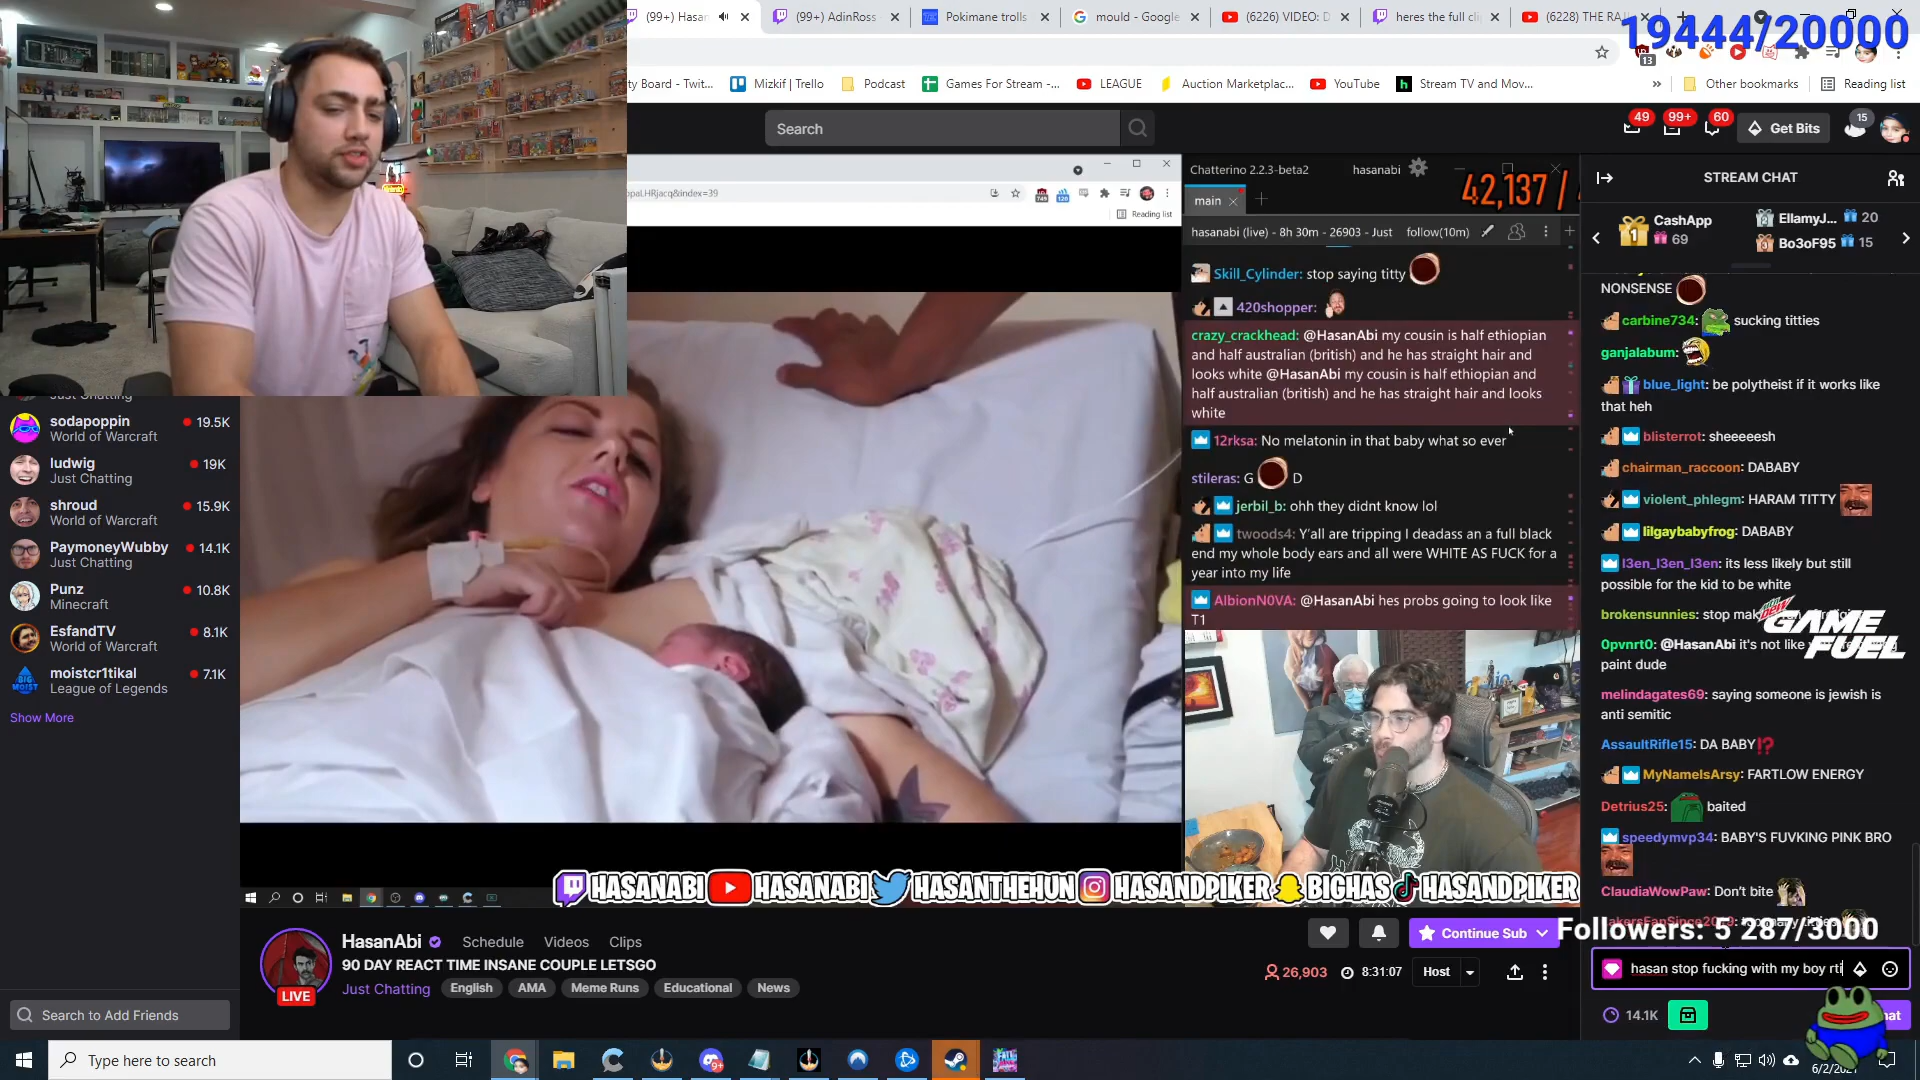 (99+) Hasan
(99+) AdinRoss
Pokimane trolls
mould - Google
(6226) VIDEO: D
heres the full cli
(6228) THE RA
19444/20000
13
ty Board - Twit...
Mizkif | Trello
Podcast
Games For Stream -...
LEAGUE
Auction Marketplac...
YouTube
Stream TV and Mov...
Other bookmarks
Reading list
Search
49
99+
60
Get Bits
15
paLHRjacq&index=39
Reading list
Chatterino 2.2.3-beta2
hasanabi
42,137 /
main
hasanabi (live) - 8h 30m - 26903 - Just
follow(10m)
Skill_Cylinder: stop saying titty
420shopper:
crazy_crackhead: @HasanAbi my cousin is half ethiopian
and half australian (british) and he has straight hair and
looks white @HasanAbi my cousin is half ethiopian and
half australian (british) and he has straight hair and looks
white
12rksa: No melatonin in that baby what so ever
stileras: G D
jerbil_b: ohh they didnt know lol
twoods4: Y'all are tripping I deadass an a full black
end my whole body ears and all were WHITE AS FUCK for a
year into my life
AlbionN0VA: @HasanAbi hes probs going to look like
T1
STREAM CHAT
1
CashApp
69
EllamyJ... 20
Bo3oF95 15
NONSENSE
carbine734: sucking titties
ganjalabum:
blue_light: be polytheist if it works like
that heh
blisterrot: sheeeeesh
chairman_raccoon: DABABY
violent_phlegm: HARAM TITTY
lilgaybabyfrog: DABABY
l3en_l3en_l3en: its less likely but still
possible for the kid to be white
brokensunnies: stop mak
GAME
FUEL
0pvnrt0: @HasanAbi it's not like
paint dude
melindagates69: saying someone is jewish is
anti semitic
AssaultRifle15: DA BABY⁉
MyNameIsArsy: FARTLOW ENERGY
Detrius25: baited
speedymvp34: BABY'S FUVKING PINK BRO
ClaudiaWowPaw: Don't bite
Followers: 5 287/3000
hasan stop fucking with my boy rti
14.1K
sodapoppin
World of Warcraft
19.5K
ludwig
Just Chatting
19K
shroud
Just Chatting
15.9K
PaymoneyWubby
Just Chatting
14.1K
Punz
Minecraft
10.8K
EsfandTV
World of Warcraft
8.1K
moistcr1tikal
League of Legends
7.1K
Show More
Search to Add Friends
HASANABI
HASANABI
HASANTHEHUN
HASANDPIKER
BIGHAS
HASANDPIKER
HasanAbi
Schedule
Videos
Clips
90 DAY REACT TIME INSANE COUPLE LETSGO
Just Chatting
English
AMA
Meme Runs
Educational
News
LIVE
Continue Sub
26,903
8:31:07
Host
Type here to search
6/2/202